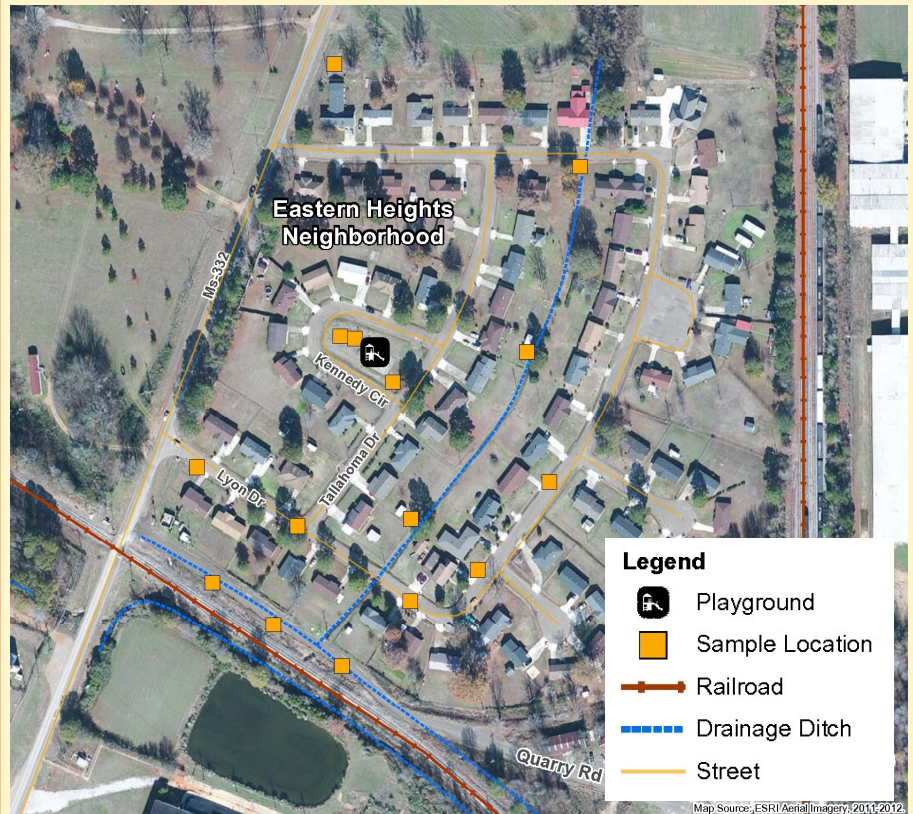 Eastern Heights
Neighborhood
Ms-332
Kennedy Cir
Tallahoma Dr
Lyon Dr
Quarry Rd
Legend
Playground
Sample Location
Railroad
Drainage Ditch
Street
Map Source: ESRI Aerial Imagery, 2011-2012.